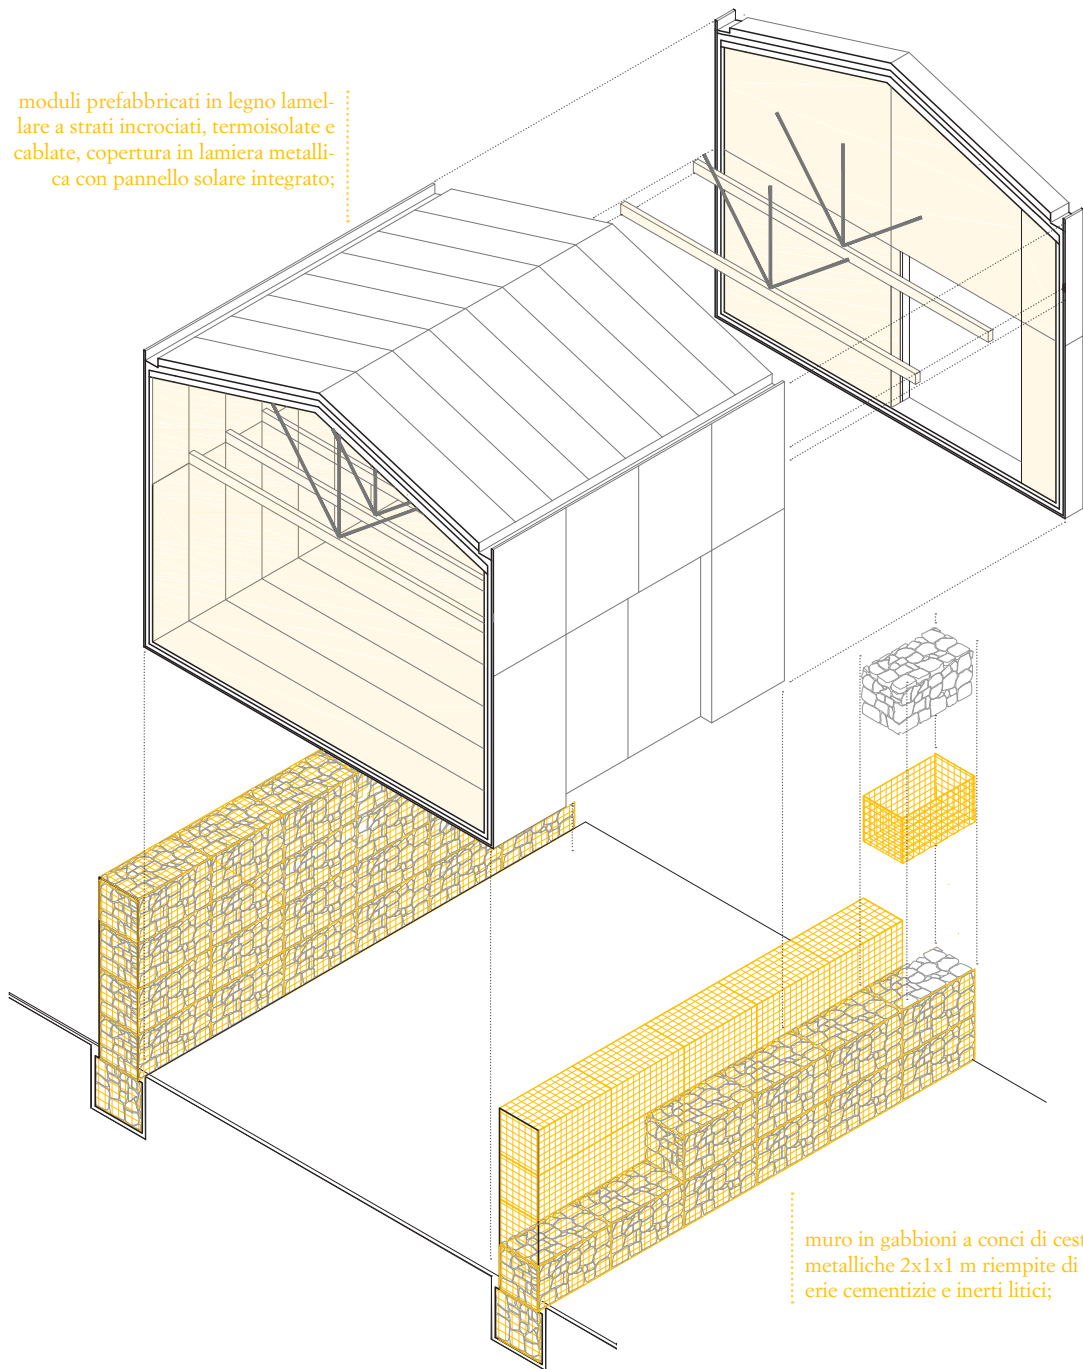 moduli prefabbricati in legno lamel-
lare a strati incrociati, termoisolate e
cablate, copertura in lamiera metalli-
ca con pannello solare integrato;
muro in gabbioni a conci di cest
metalliche 2x1x1 m riempite di
erie cementizie e inerti litici;